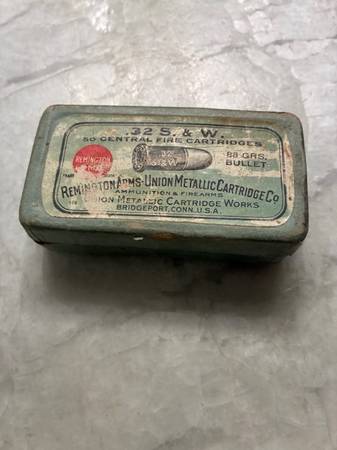 .32 S. & W.
50 CENTRAL FIRE CARTRIDGES
.32
S&W
88 GRS.
BULLET
REMINGTON
UMC
TRADE
REMINGTON ARMS-UNION METALLIC CARTRIDGE CO
AMMUNITION & FIREARMS
UNION METALLIC CARTRIDGE WORKS
BRIDGEPORT, CONN. U.S.A.